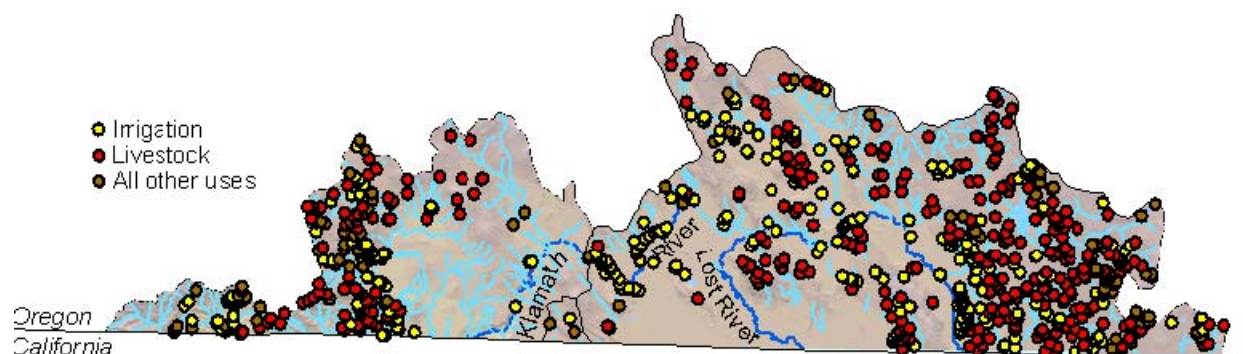 Irrigation
Livestock
All other uses
Klamath
River
Lost River
Oregon
California